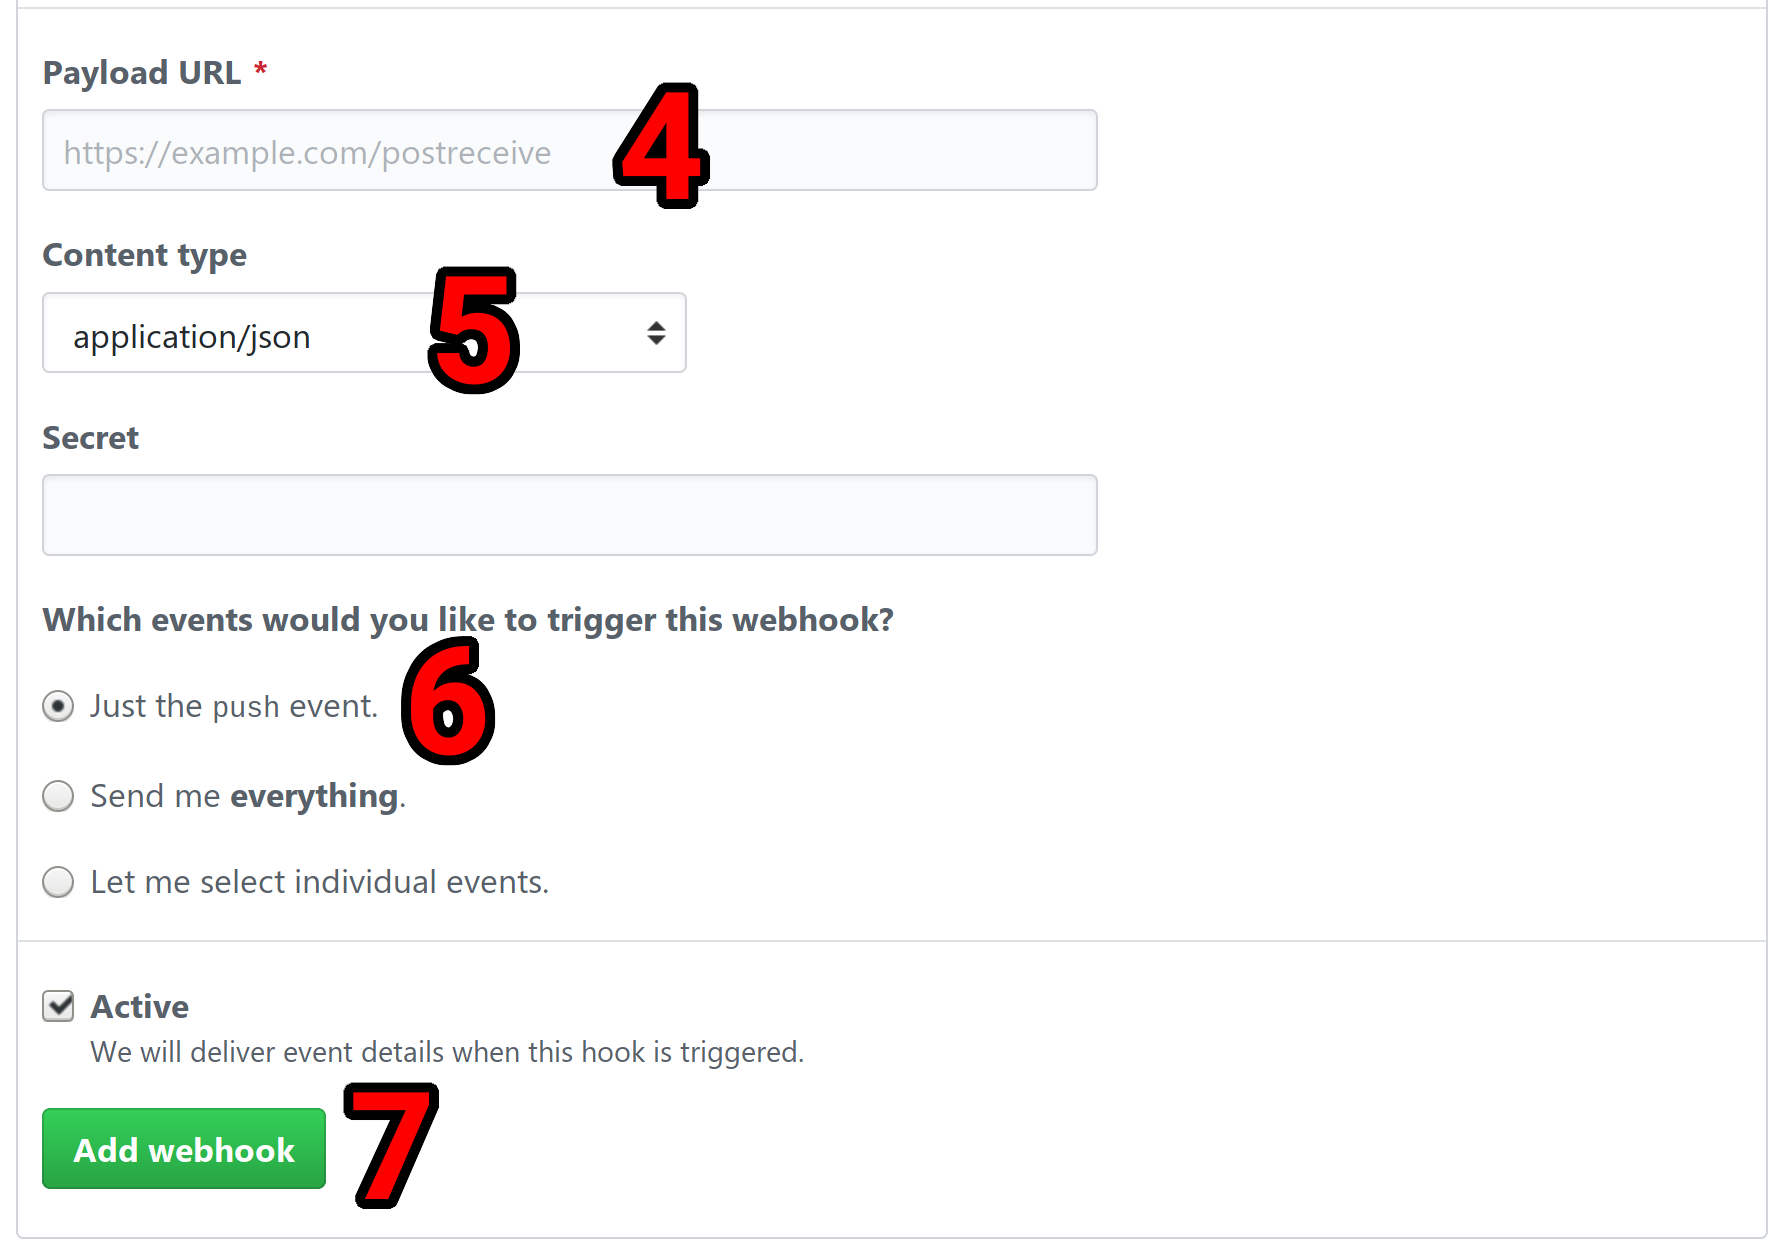 Payload URL *
https://example.com/postreceive
4
Content type
application/json
5
Secret
Which events would you like to trigger this webhook?
Just the push event.
6
Send me everything.
Let me select individual events.
Active
We will deliver event details when this hook is triggered.
Add webhook
7